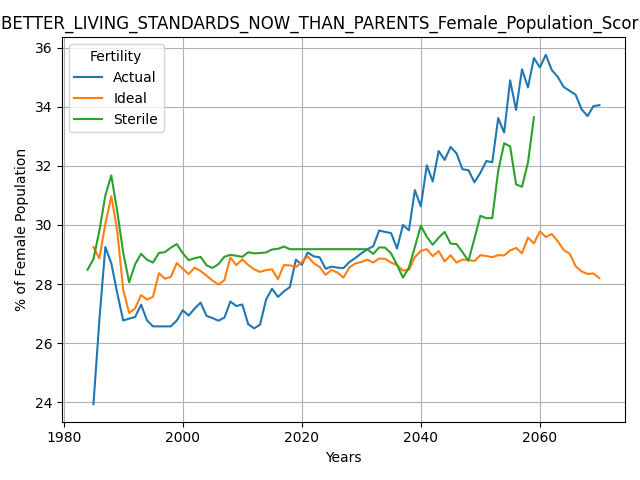 BETTER_LIVING_STANDARDS_NOW_THAN_PARENTS_Female_Population_Scor
Fertility
Actual
Ideal
Sterile
% of Female Population
36
34
32
30
28
26
24
1980
2000
2020
2040
2060
Years